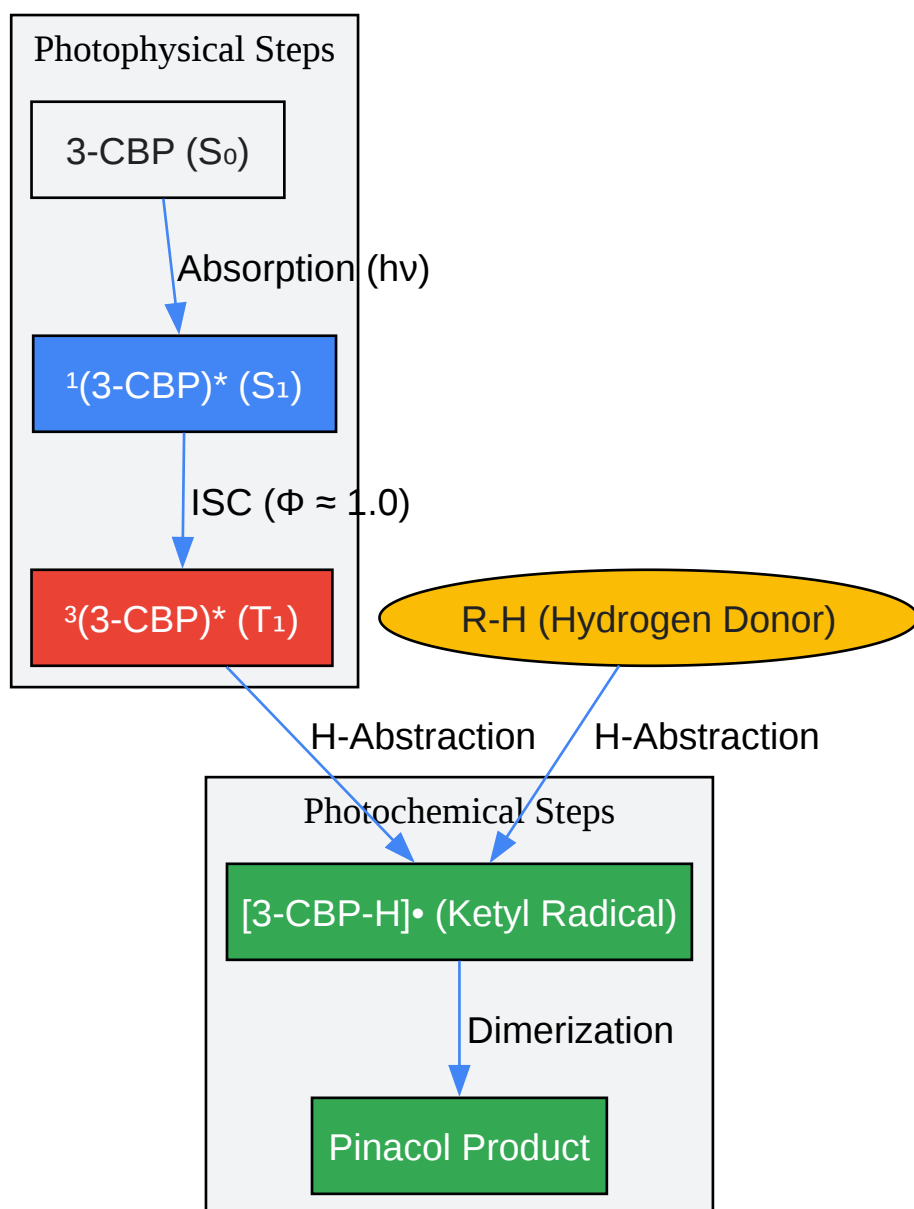 Photophysical Steps
3-CBP (S₀)
Absorption (hν)
¹(3-CBP)* (S₁)
ISC (Φ ≈ 1.0)
³(3-CBP)* (T₁)
R-H (Hydrogen Donor)
H-Abstraction
H-Abstraction
Photochemical Steps
[3-CBP-H]• (Ketyl Radical)
Dimerization
Pinacol Product